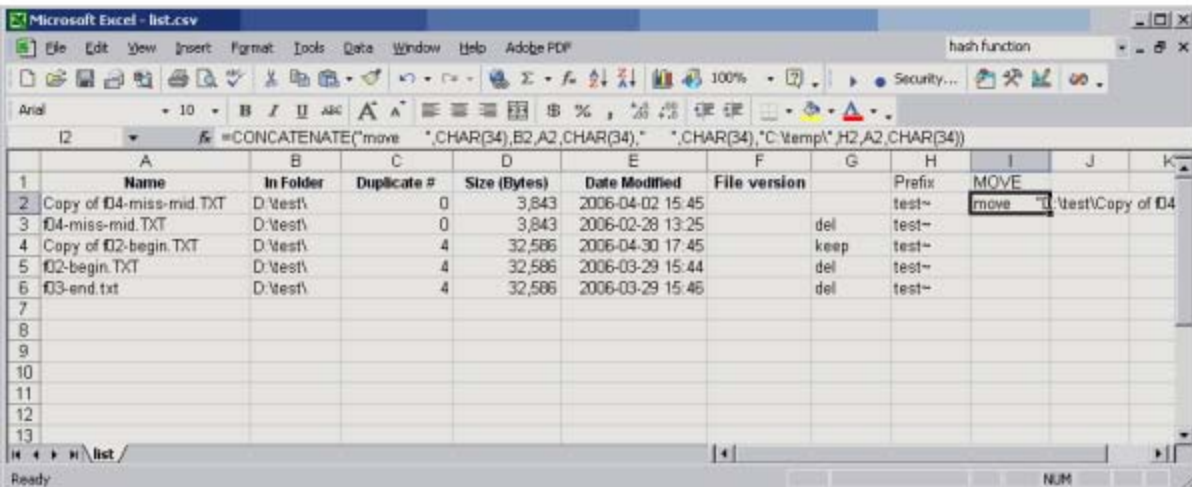 Microsoft Excel - list.csv
File Edit View Insert Format Tools Data Window Help Adobe PDF hash function
100% Security...
Arial 10 B I U ABC A A $ % ,
I2 fx =CONCATENATE("move ",CHAR(34),B2,A2,CHAR(34)," ",CHAR(34),"C:\temp\",H2,A2,CHAR(34))
A B C D E F G H I J K
1 Name In Folder Duplicate # Size (Bytes) Date Modified File version Prefix MOVE
2 Copy of f04-miss-mid.TXT D:\test\ 0 3,843 2006-04-02 15:45 test~ move "D:\test\Copy of f04
3 f04-miss-mid.TXT D:\test\ 0 3,843 2006-02-28 13:25 del test~
4 Copy of f02-begin.TXT D:\test\ 4 32,586 2006-04-30 17:45 keep test~
5 f02-begin.TXT D:\test\ 4 32,586 2006-03-29 15:44 del test~
6 f03-end.txt D:\test\ 4 32,586 2006-03-29 15:46 del test~
7
8
9
10
11
12
13
list
Ready NUM